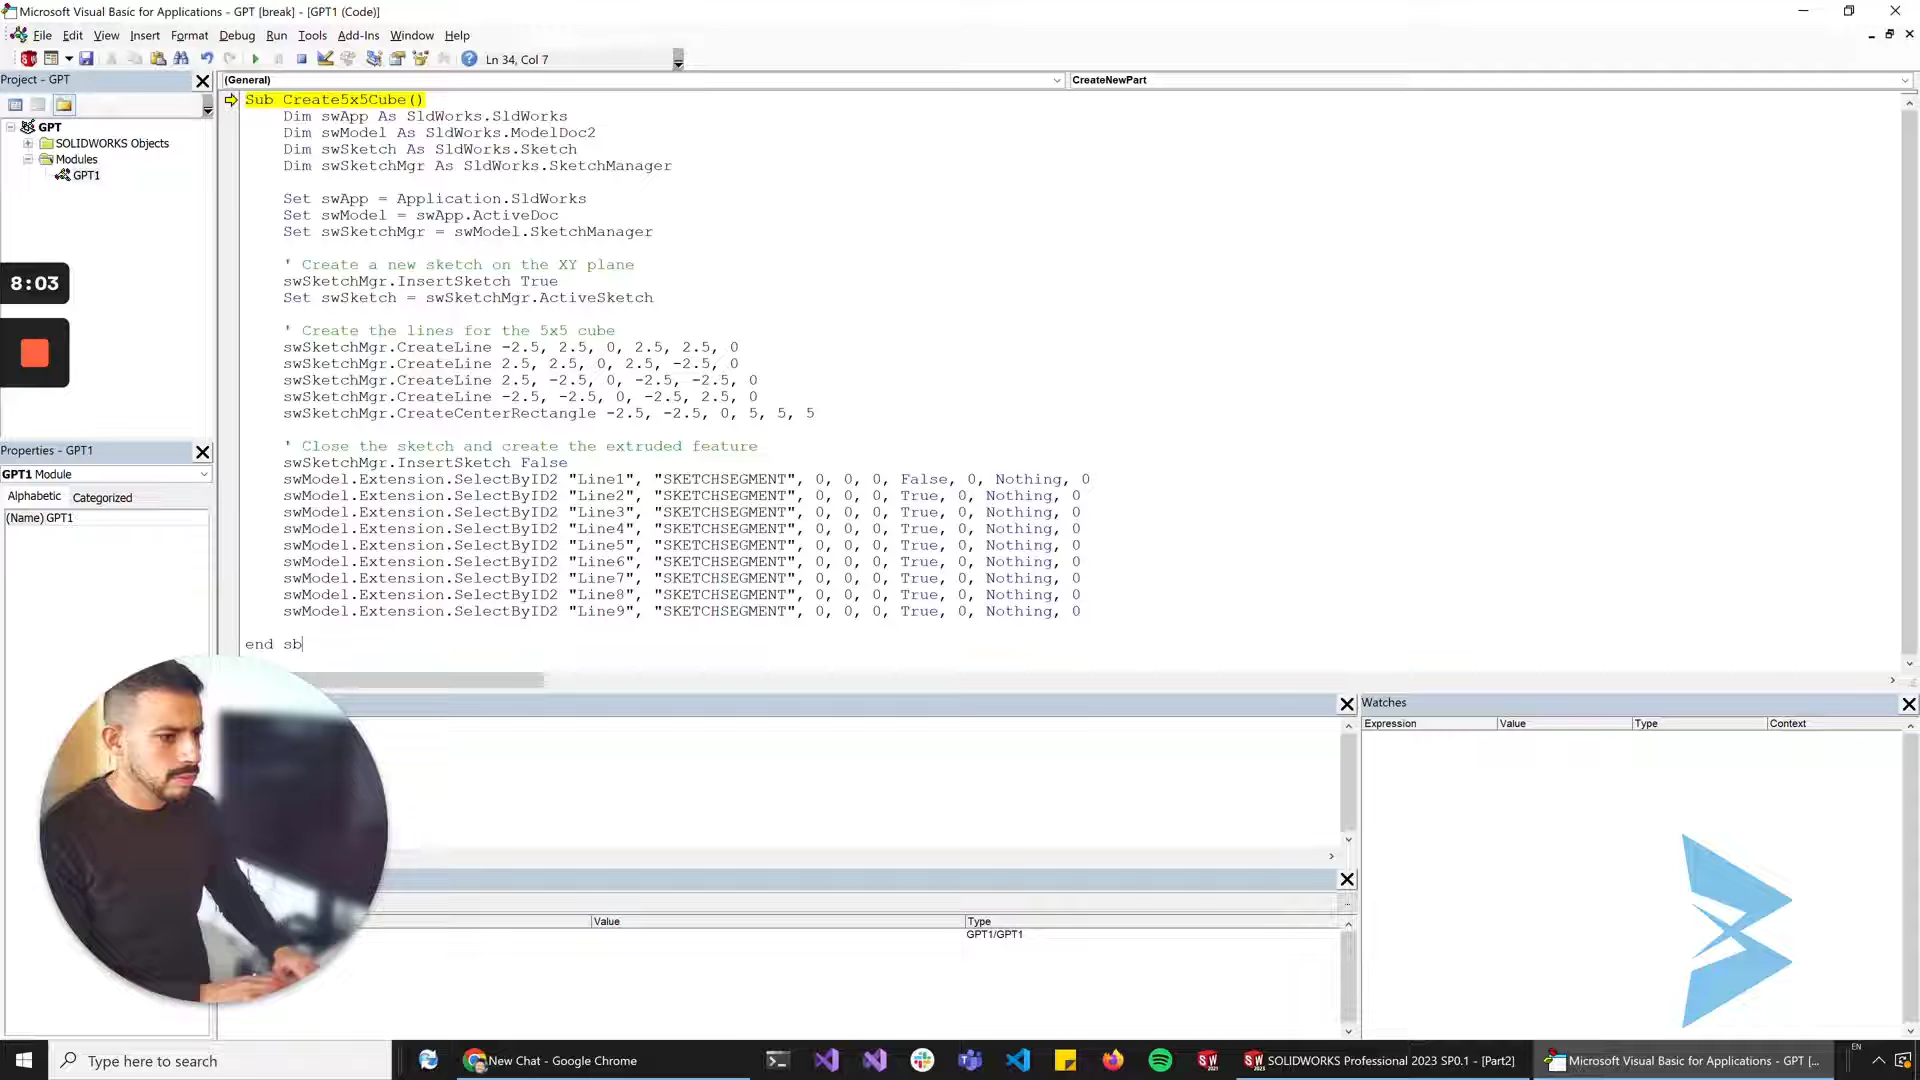 Microsoft Visual Basic for Applications - GPT [break] - [GPT1 (Code)]
File Edit View Insert Format Debug Run Tools Add-Ins Window Help
Ln 34, Col 7
Project - GPT
(General)
CreateNewPart
GPT
SOLIDWORKS Objects
Modules
GPT1
8:03
Sub Create5x5Cube()
Dim swApp As SldWorks.SldWorks
Dim swModel As SldWorks.ModelDoc2
Dim swSketch As SldWorks.Sketch
Dim swSketchMgr As SldWorks.SketchManager
Set swApp = Application.SldWorks
Set swModel = swApp.ActiveDoc
Set swSketchMgr = swModel.SketchManager
' Create a new sketch on the XY plane
swSketchMgr.InsertSketch True
Set swSketch = swSketchMgr.ActiveSketch
' Create the lines for the 5x5 cube
swSketchMgr.CreateLine -2.5, 2.5, 0, 2.5, 2.5, 0
swSketchMgr.CreateLine 2.5, 2.5, 0, 2.5, -2.5, 0
swSketchMgr.CreateLine 2.5, -2.5, 0, -2.5, -2.5, 0
swSketchMgr.CreateLine -2.5, -2.5, 0, -2.5, 2.5, 0
swSketchMgr.CreateCenterRectangle -2.5, -2.5, 0, 5, 5, 5
' Close the sketch and create the extruded feature
swSketchMgr.InsertSketch False
swModel.Extension.SelectByID2 "Line1", "SKETCHSEGMENT", 0, 0, 0, False, 0, Nothing, 0
swModel.Extension.SelectByID2 "Line2", "SKETCHSEGMENT", 0, 0, 0, True, 0, Nothing, 0
swModel.Extension.SelectByID2 "Line3", "SKETCHSEGMENT", 0, 0, 0, True, 0, Nothing, 0
swModel.Extension.SelectByID2 "Line4", "SKETCHSEGMENT", 0, 0, 0, True, 0, Nothing, 0
swModel.Extension.SelectByID2 "Line5", "SKETCHSEGMENT", 0, 0, 0, True, 0, Nothing, 0
swModel.Extension.SelectByID2 "Line6", "SKETCHSEGMENT", 0, 0, 0, True, 0, Nothing, 0
swModel.Extension.SelectByID2 "Line7", "SKETCHSEGMENT", 0, 0, 0, True, 0, Nothing, 0
swModel.Extension.SelectByID2 "Line8", "SKETCHSEGMENT", 0, 0, 0, True, 0, Nothing, 0
swModel.Extension.SelectByID2 "Line9", "SKETCHSEGMENT", 0, 0, 0, True, 0, Nothing, 0
end sb
Properties - GPT1
GPT1 Module
Alphabetic Categorized
(Name) GPT1
Watches
Expression Value Type Context
Value Type
GPT1/GPT1
Type here to search
New Chat - Google Chrome
SOLIDWORKS Professional 2023 SP0.1 - [Part2]
Microsoft Visual Basic for Applications - GPT [...
EN